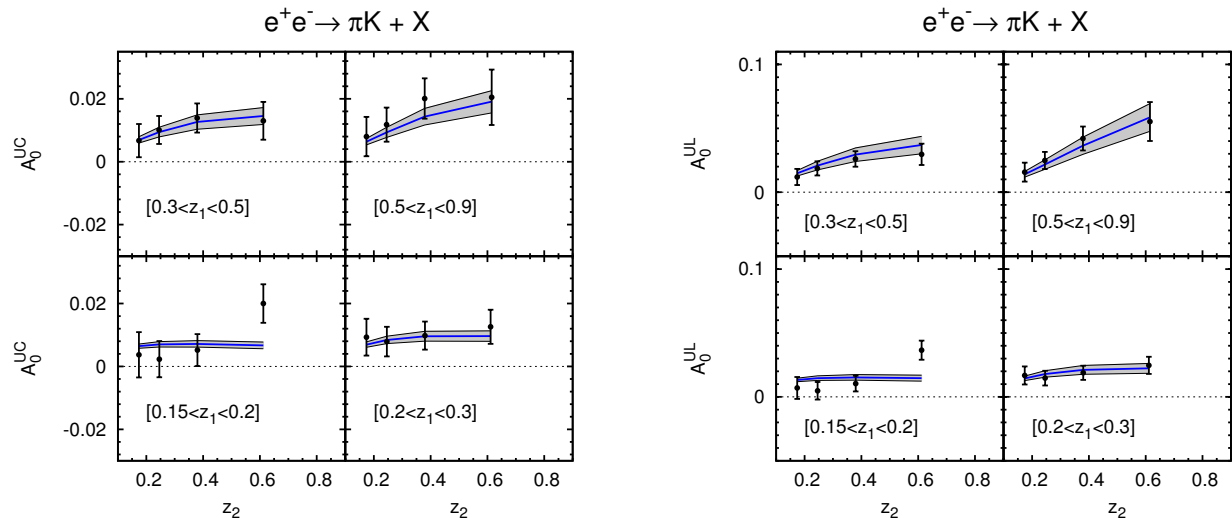 e⁺e⁻→ πK + X
A₀ᵁᶜ
0.02
0
-0.02
[0.3<z₁<0.5]
[0.5<z₁<0.9]
A₀ᵁᶜ
0.02
0
-0.02
[0.15<z₁<0.2]
[0.2<z₁<0.3]
0.2 0.4 0.6 0.8 0.2 0.4 0.6 0.8
z₂ z₂
e⁺e⁻→ πK + X
A₀ᵁᴸ
0.1
0
[0.3<z₁<0.5]
[0.5<z₁<0.9]
A₀ᵁᴸ
0.1
0
[0.15<z₁<0.2]
[0.2<z₁<0.3]
0.2 0.4 0.6 0.8 0.2 0.4 0.6 0.8
z₂ z₂